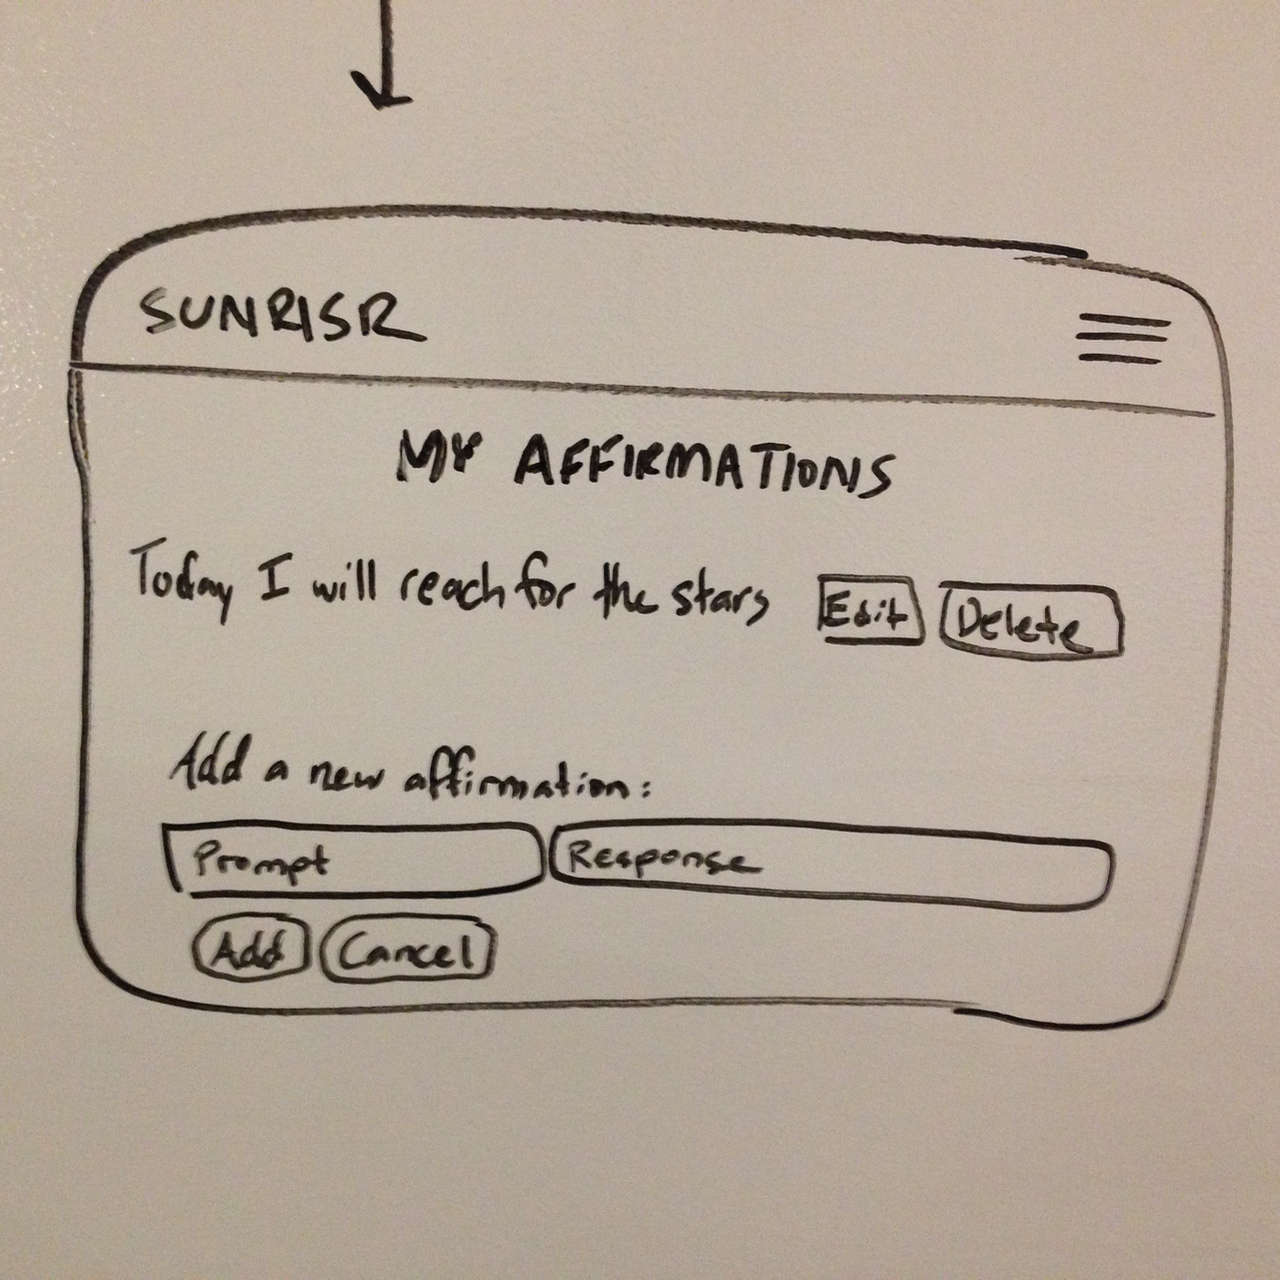 SUNRISR
MY AFFIRMATIONS
Today I will reach for the stars Edit Delete
Add a new affirmation:
Prompt Response
Add Cancel